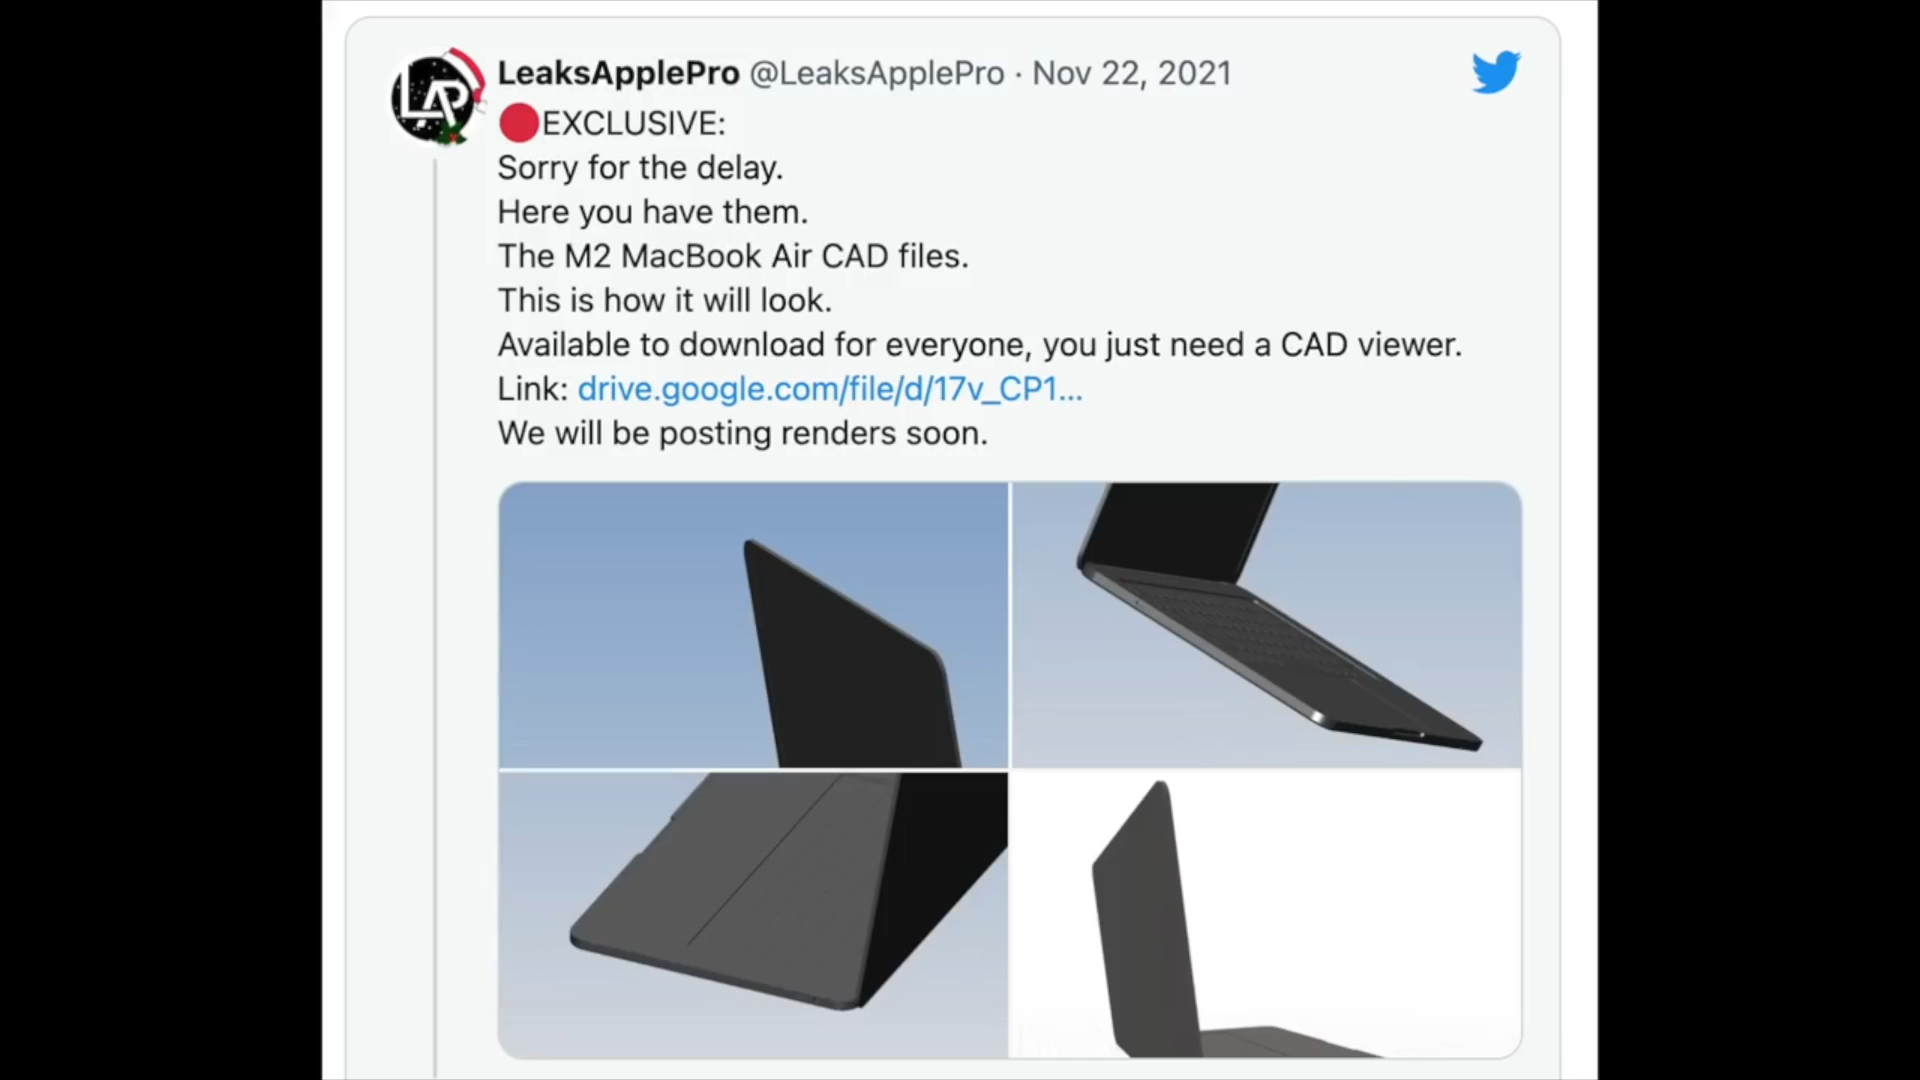 LAP
LeaksApplePro @LeaksApplePro · Nov 22, 2021
🔴EXCLUSIVE:
Sorry for the delay.
Here you have them.
The M2 MacBook Air CAD files.
This is how it will look.
Available to download for everyone, you just need a CAD viewer.
Link: drive.google.com/file/d/17v_CP1...
We will be posting renders soon.